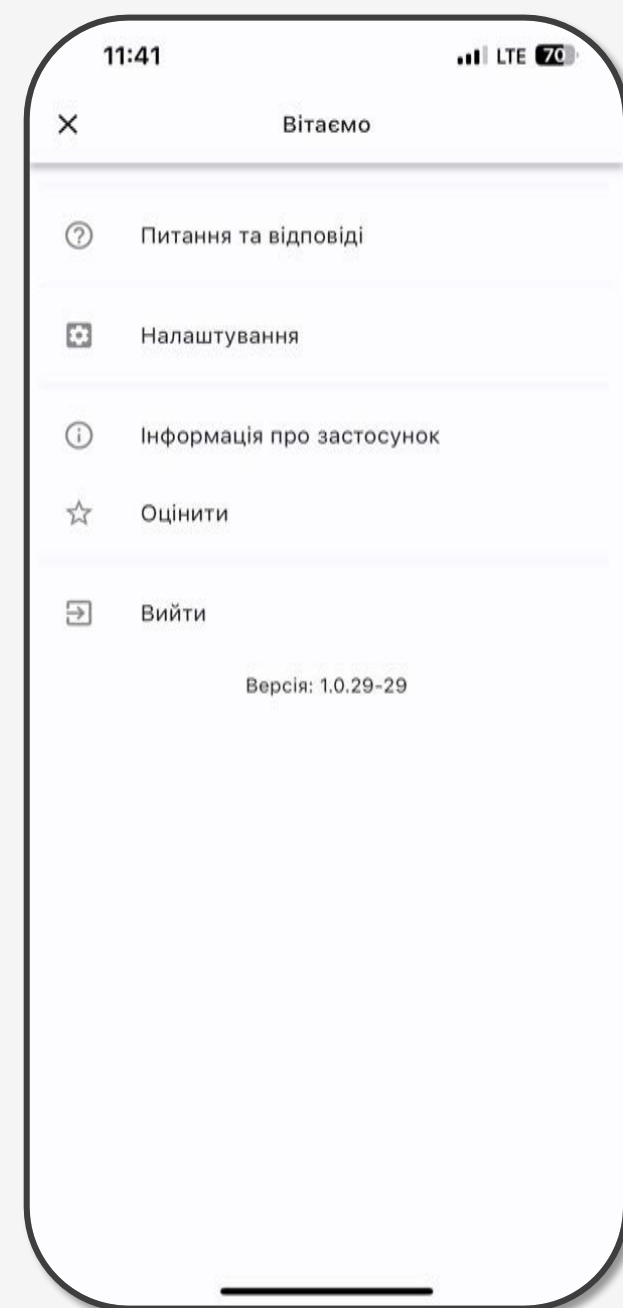 11:41 LTE 70
Вітаємо
Питання та відповіді
Налаштування
Інформація про застосунок
Оцінити
Вийти
Версія: 1.0.29-29